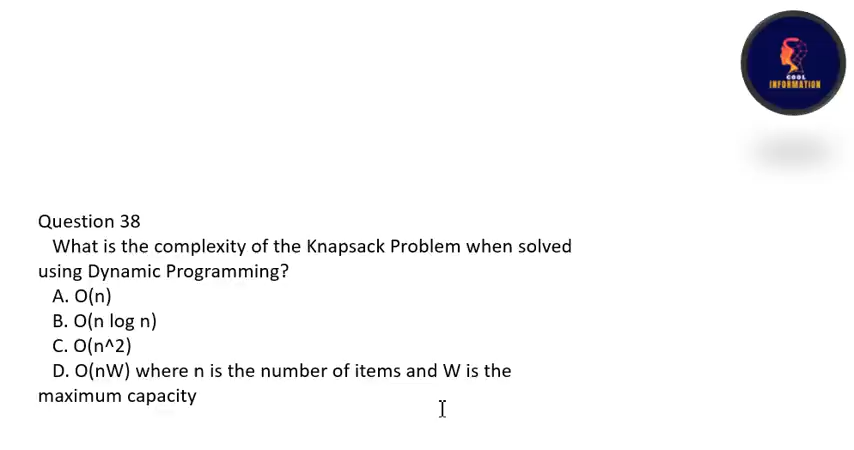 COOL
INFORMATION
Question 38
What is the complexity of the Knapsack Problem when solved
using Dynamic Programming?
A. O(n)
B. O(n log n)
C. O(n^2)
D. O(nW) where n is the number of items and W is the
maximum capacity